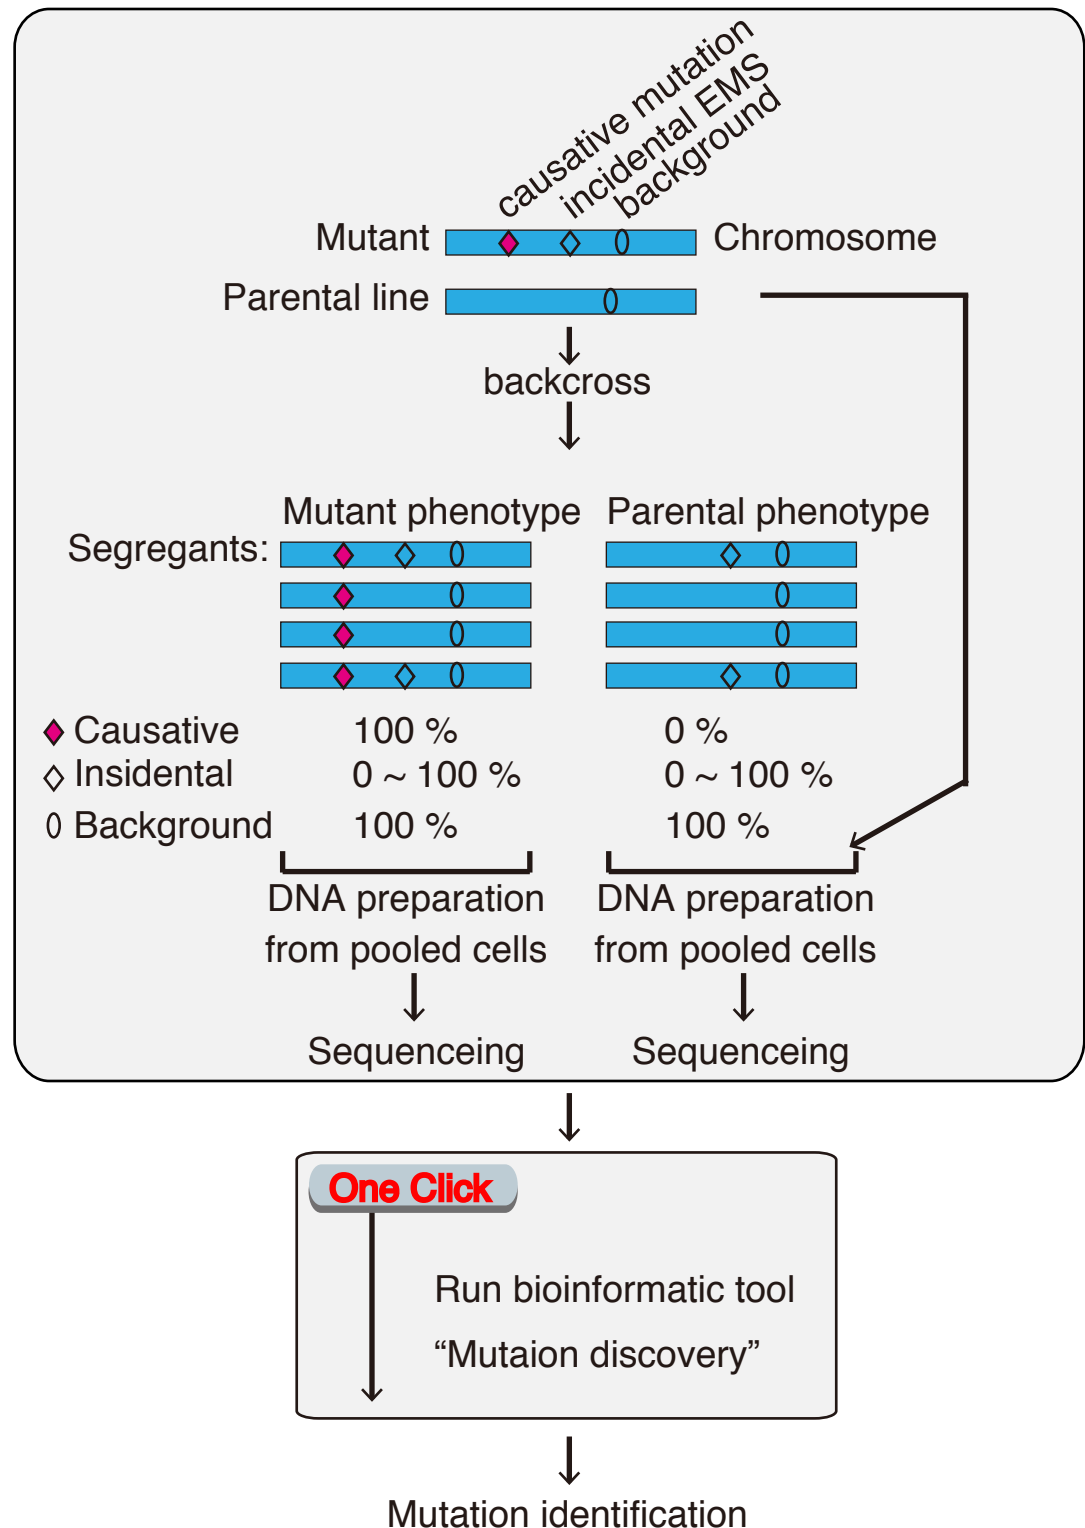 causative mutation
incidental EMS
background
Mutant
Chromosome
Parental line
backcross
Mutant phenotype
Parental phenotype
Segregants:
Causative
100 %
0 %
Insidental
0 ~ 100 %
0 ~ 100 %
Background
100 %
100 %
DNA preparation
from pooled cells
DNA preparation
from pooled cells
Sequenceing
Sequenceing
One Click
Run bioinformatic tool
“Mutaion discovery”
Mutation identification